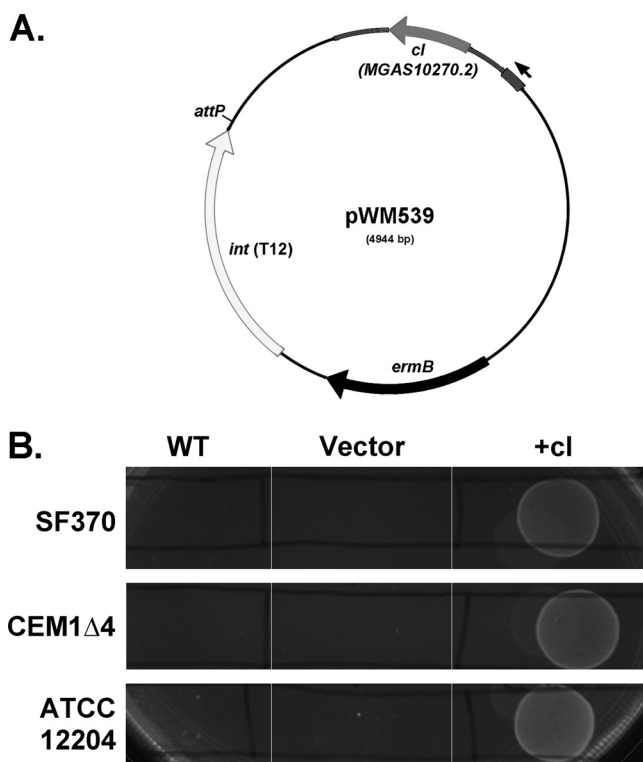 A.
cI
(MGAS10270.2)
attP
pWM539
(4944 bp)
int (T12)
ermB
B.
WT Vector +cI
SF370
CEM1Δ4
ATCC
12204